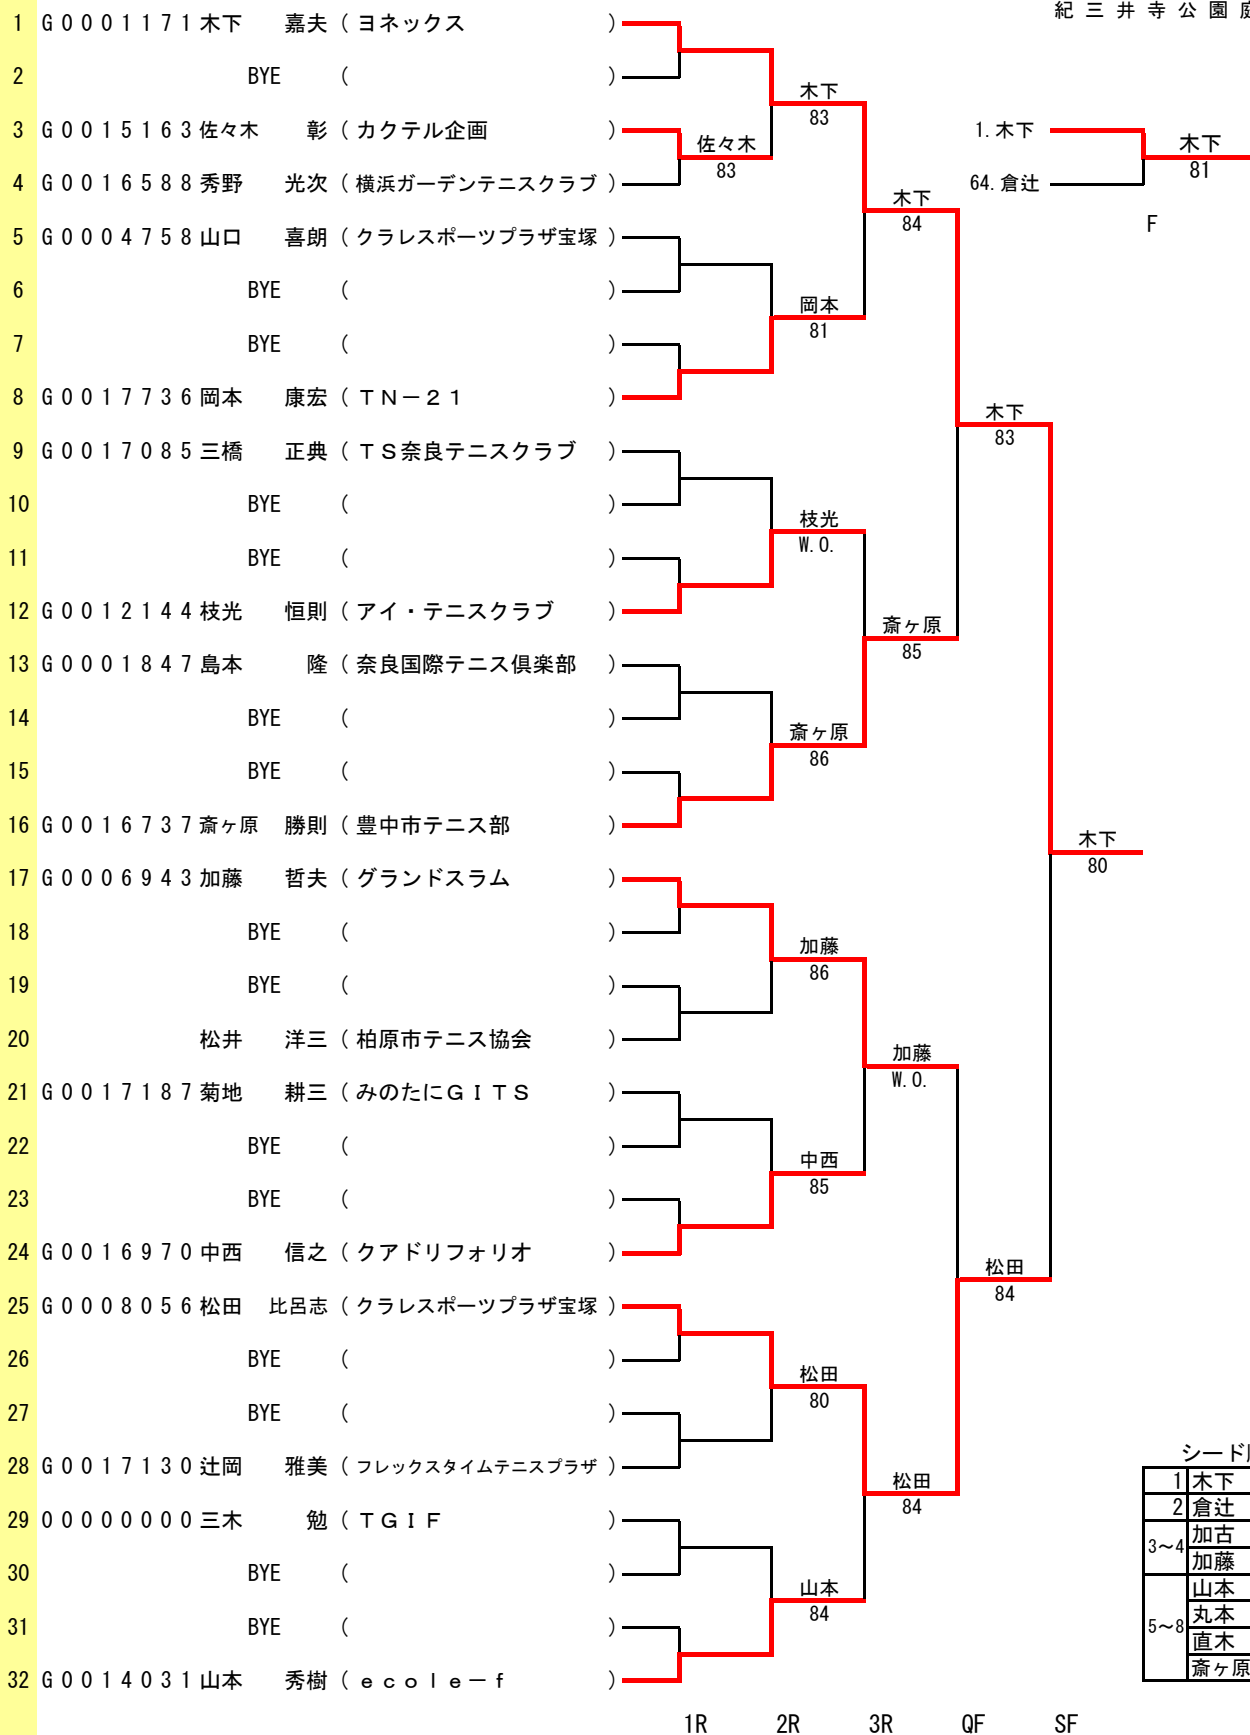 紀三井寺公園庭
1 G0001171 木下 嘉夫 ( ヨネックス )
2 BYE ( )
木下
83
3 G0015163 佐々木 彰 ( カクテル企画 )
1. 木下
佐々木
83
木下
81
4 G0016588 秀野 光次 ( 横浜ガーデンテニスクラブ )
64. 倉辻
木下
84
F
5 G0004758 山口 喜朗 ( クラレスポーツプラザ宝塚 )
6 BYE ( )
岡本
81
7 BYE ( )
8 G0017736 岡本 康宏 ( TN－21 )
木下
83
9 G0017085 三橋 正典 ( TS奈良テニスクラブ )
10 BYE ( )
枝光
W.O.
11 BYE ( )
12 G0012144 枝光 恒則 ( アイ・テニスクラブ )
斎ヶ原
85
13 G0001847 島本 隆 ( 奈良国際テニス倶楽部 )
14 BYE ( )
斎ヶ原
86
15 BYE ( )
16 G0016737 斎ヶ原 勝則 ( 豊中市テニス部 )
木下
80
17 G0006943 加藤 哲夫 ( グランドスラム )
18 BYE ( )
加藤
86
19 BYE ( )
20 松井 洋三 ( 柏原市テニス協会 )
加藤
W.O.
21 G0017187 菊地 耕三 ( みのたにGITS )
22 BYE ( )
中西
85
23 BYE ( )
24 G0016970 中西 信之 ( クアドリフォリオ )
松田
84
25 G0008056 松田 比呂志 ( クラレスポーツプラザ宝塚 )
26 BYE ( )
松田
80
27 BYE ( )
28 G0017130 辻岡 雅美 ( フレックスタイムテニスプラザ )
松田
84
29 00000000 三木 勉 ( TGIF )
30 BYE ( )
山本
84
31 BYE ( )
32 G0014031 山本 秀樹 ( ecole－f )
シード
1 木下
2 倉辻
3～4 加古
加藤
5～8 山本
丸本
直木
斎ヶ原
1R 2R 3R QF SF